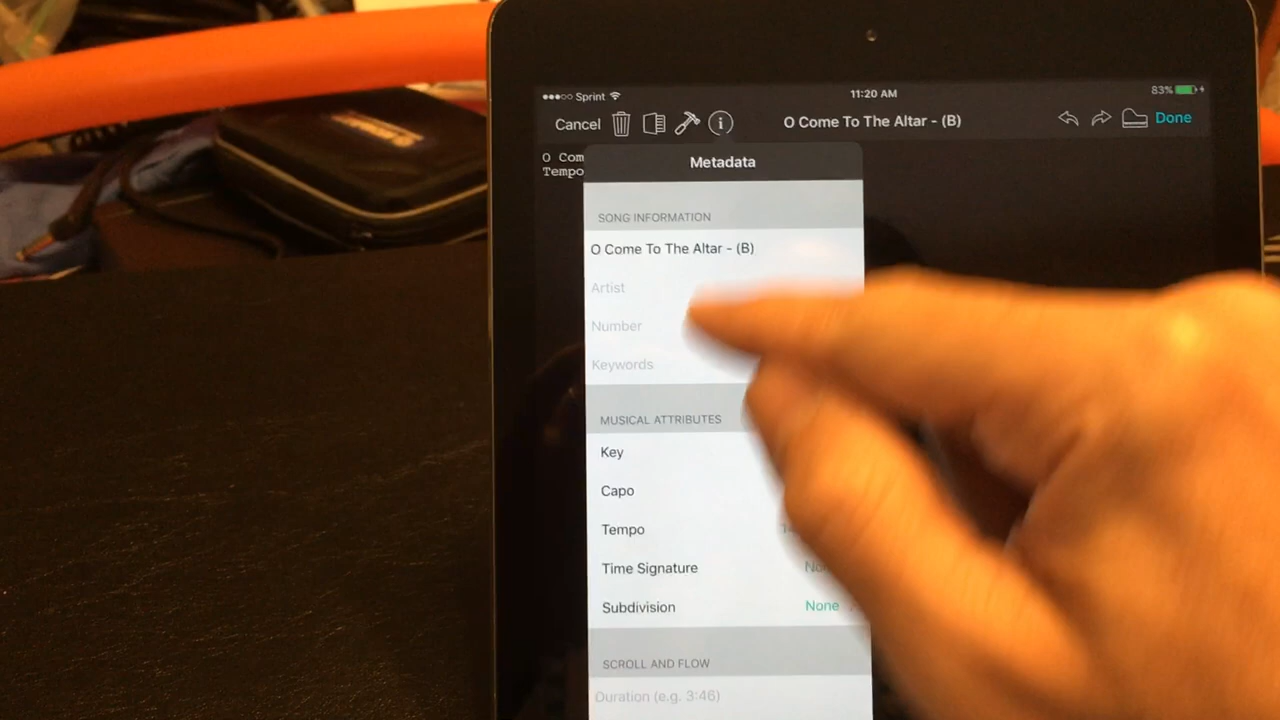 ●●●○○ Sprint 11:20 AM 83%
Cancel O Come To The Altar - (B) Done
O Com
Tempo
Metadata
SONG INFORMATION
O Come To The Altar - (B)
Artist
Number
Keywords
MUSICAL ATTRIBUTES
Key
Capo
Tempo
Time Signature
Subdivision None
SCROLL AND FLOW
Duration (e.g. 3:46)